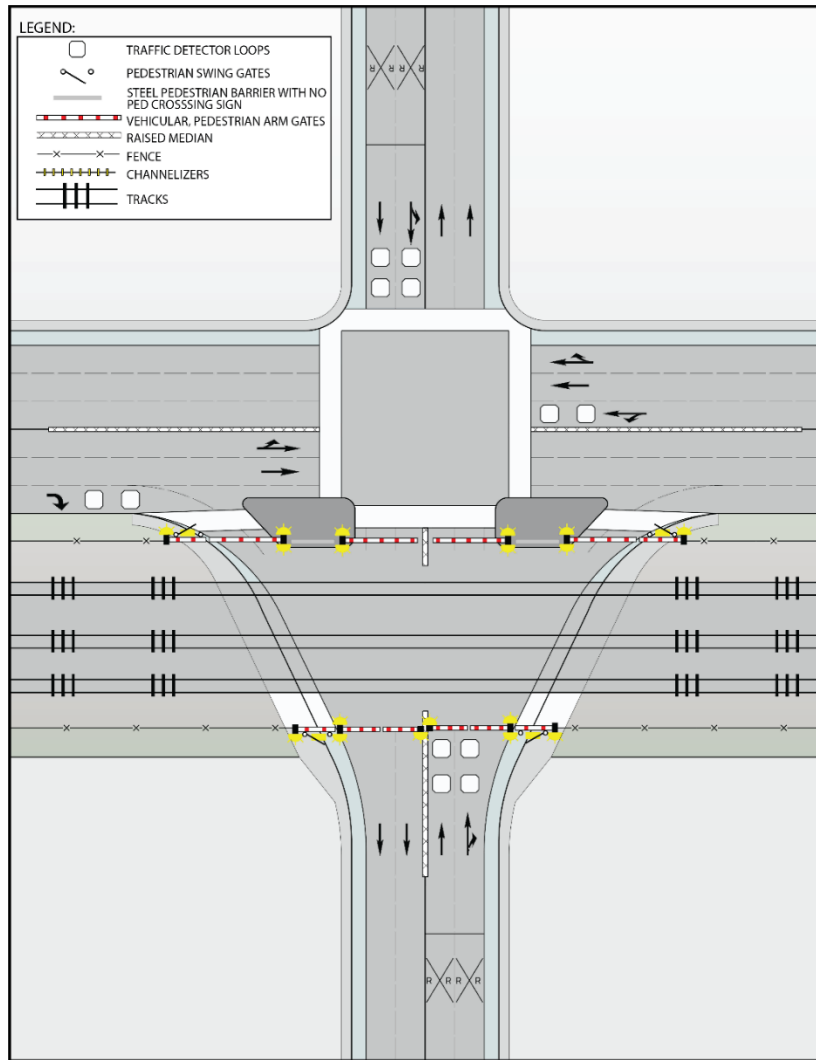 LEGEND:
TRAFFIC DETECTOR LOOPS
PEDESTRIAN SWING GATES
STEEL PEDESTRIAN BARRIER WITH NO
PED CROSSSING SIGN
VEHICULAR, PEDESTRIAN ARM GATES
RAISED MEDIAN
FENCE
CHANNELIZERS
TRACKS
R R R R
R R R R